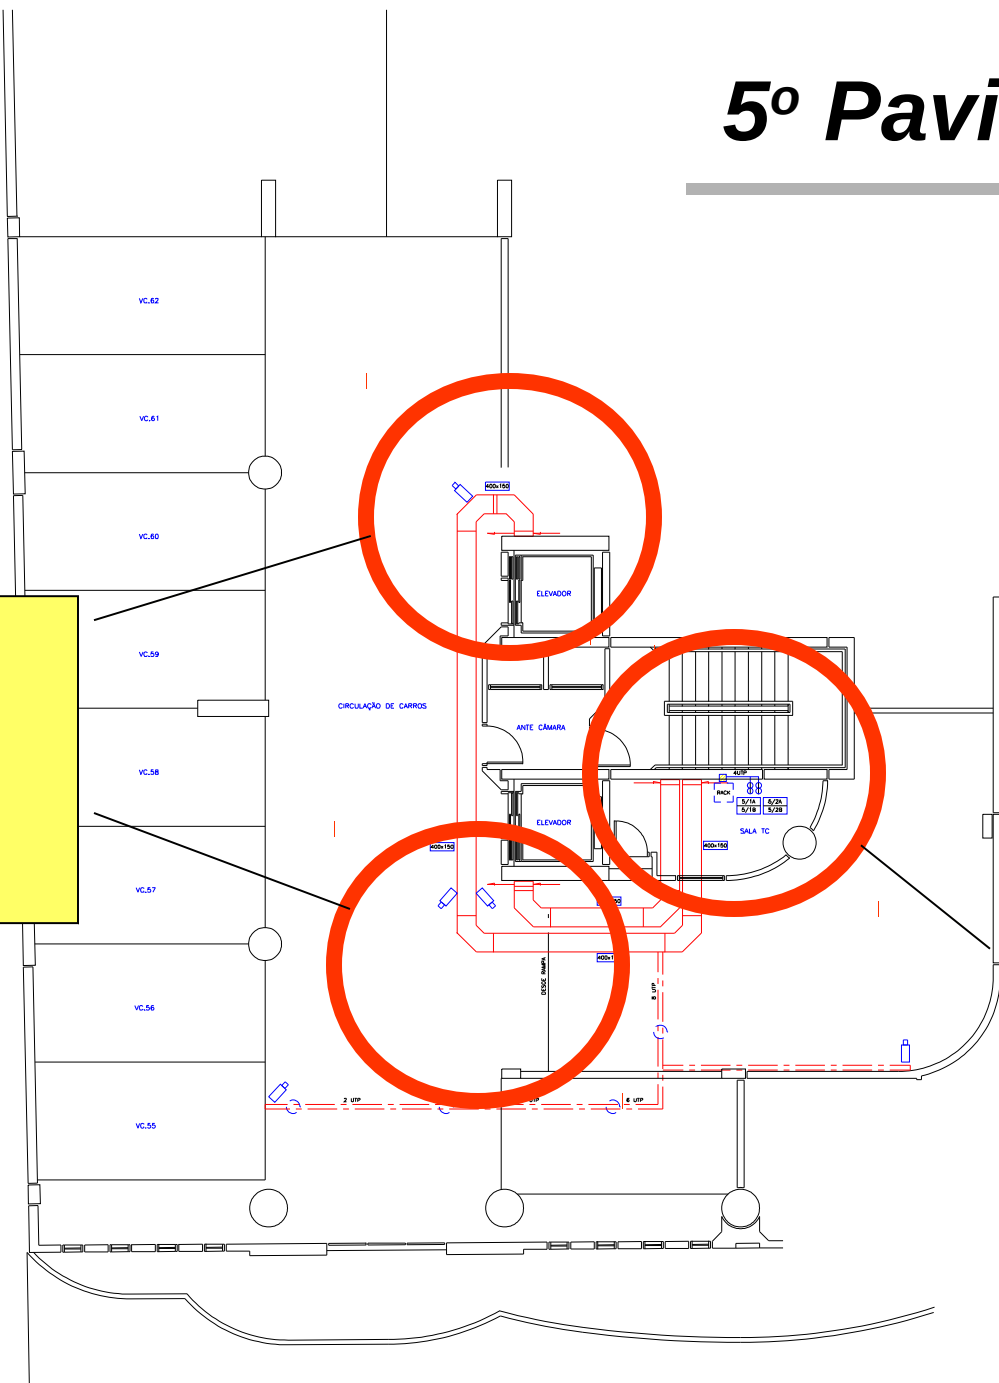 5º Pavi
VC.62
VC.61
400x150
VC.60
ELEVADOR
VC.59
CIRCULAÇÃO DE CARROS
ANTE CÂMARA
VC.58
4UTP
RACK
5/1A 5/2A
5/1B 5/2B
ELEVADOR
SALA TC
400x150
400x150
VC.57
DESCE RAMPA
8 UTP
VC.56
2 UTP
6 UTP
VC.55